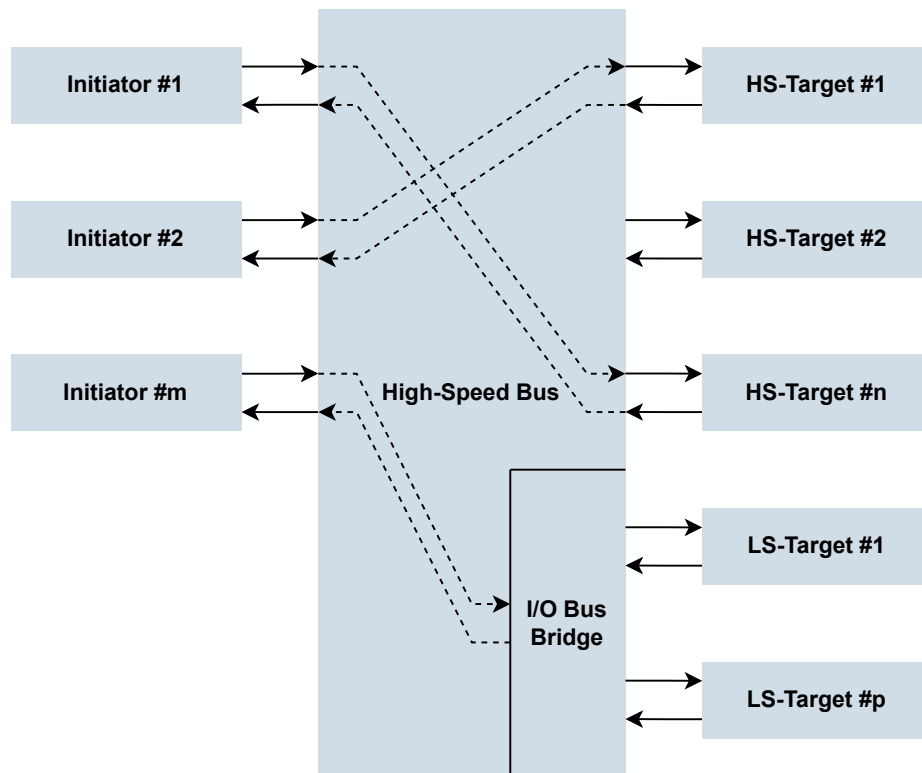 Initiator #1
HS-Target #1
Initiator #2
HS-Target #2
Initiator #m
High-Speed Bus
HS-Target #n
LS-Target #1
I/O Bus
Bridge
LS-Target #p